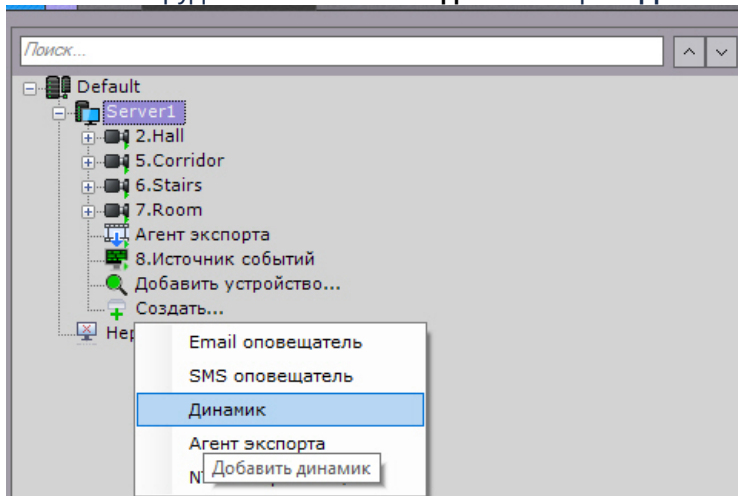 Поиск...
Default
Server1
2.Hall
5.Corridor
6.Stairs
7.Room
Агент экспорта
8.Источник событий
Добавить устройство...
Создать...
Email оповещатель
SMS оповещатель
Динамик
Агент экспорта
Добавить динамик